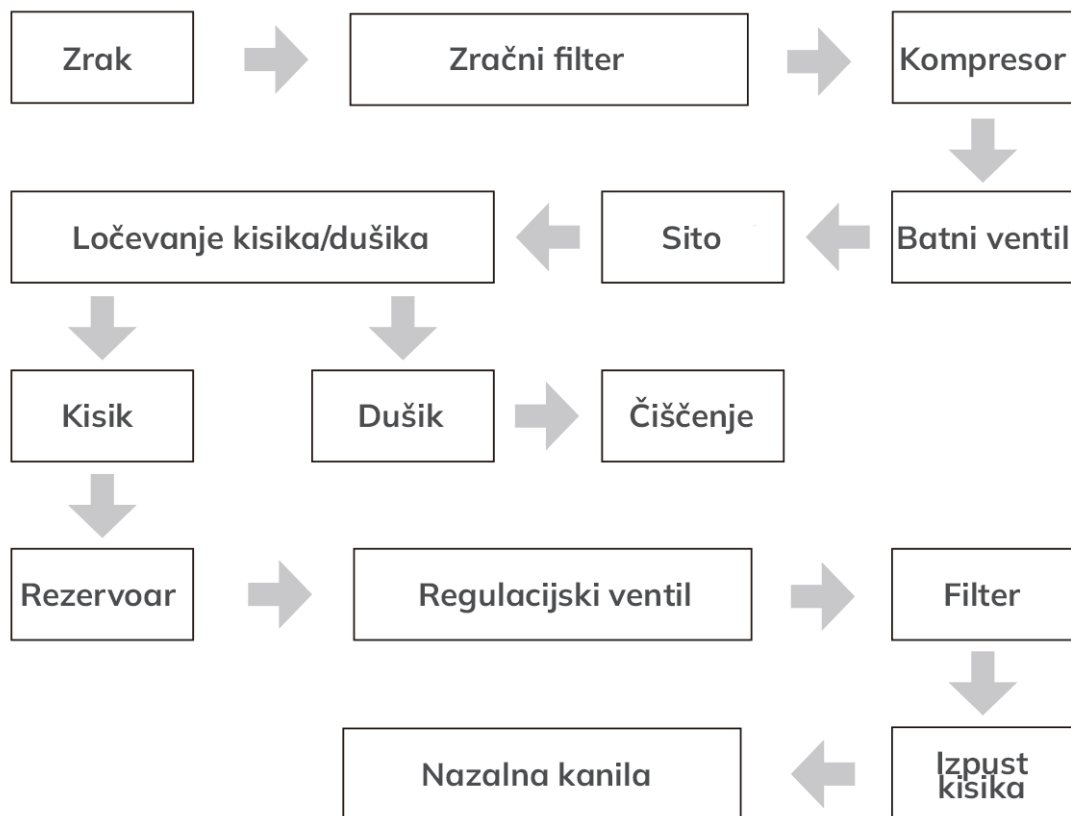 Zrak
Zračni filter
Kompresor
Ločevanje kisika/dušika
Sito
Batni ventil
Kisik
Dušik
Čiščenje
Rezervoar
Regulacijski ventil
Filter
Nazalna kanila
Izpust
kisika